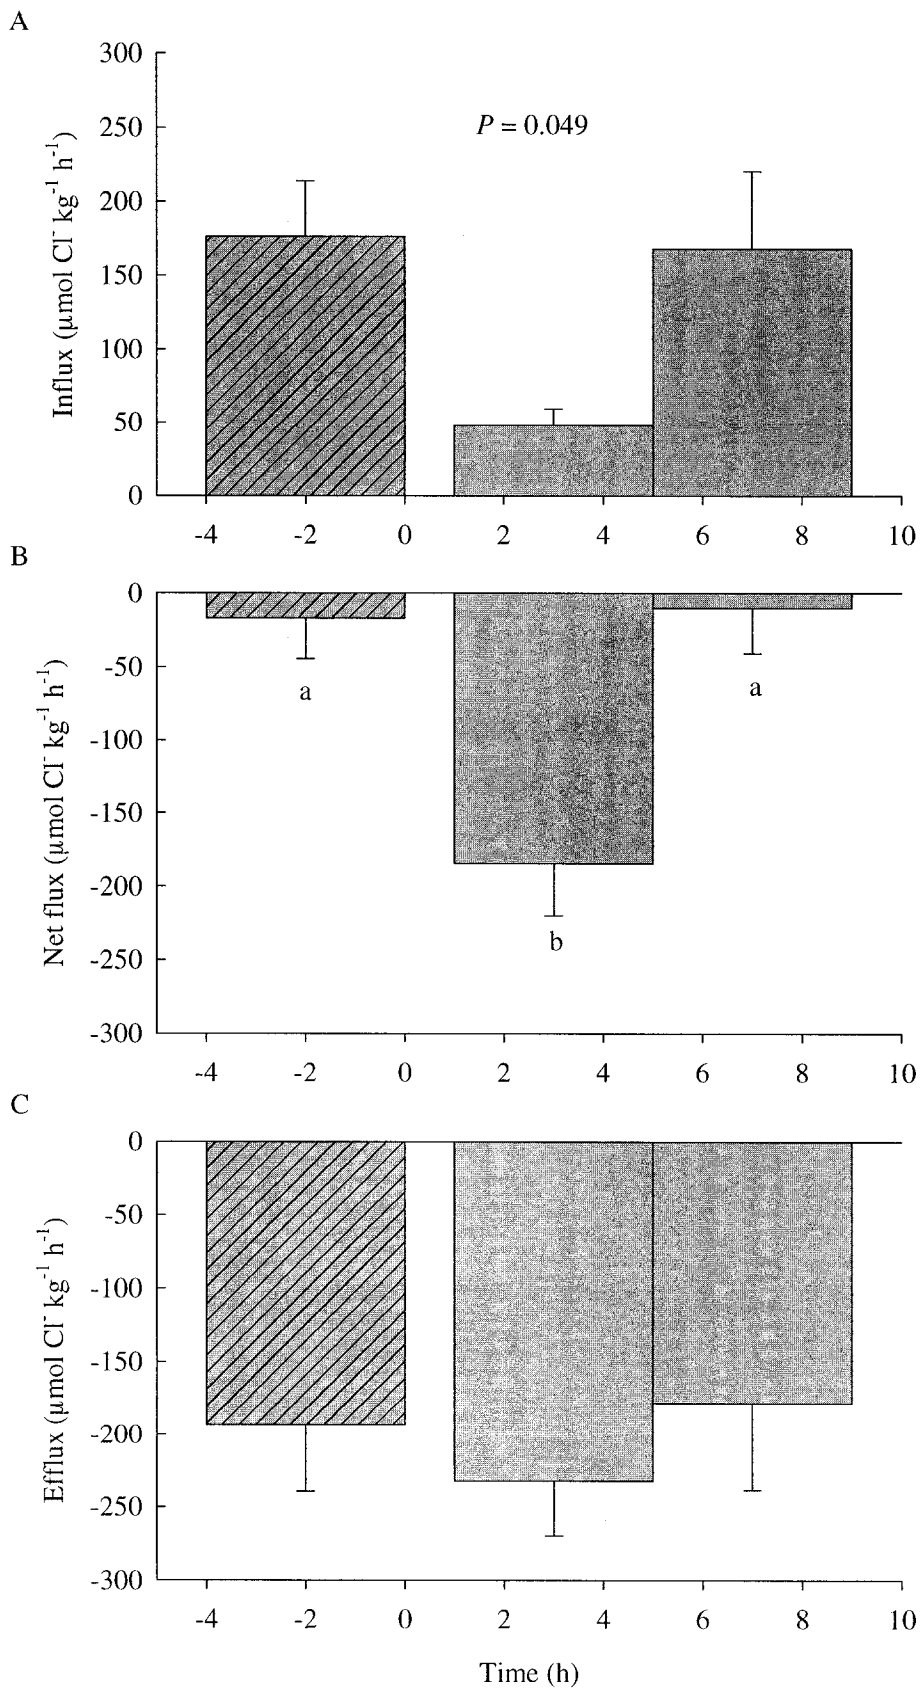 A
300
250
200
150
100
50
0
P = 0.049
Influx (µmol Cl⁻ kg⁻¹ h⁻¹)
-4 -2 0 2 4 6 8 10
B
0
-50
-100
-150
-200
-250
-300
a
a
b
Net flux (µmol Cl⁻ kg⁻¹ h⁻¹)
-4 -2 0 2 4 6 8 10
C
0
-50
-100
-150
-200
-250
-300
Efflux (µmol Cl⁻ kg⁻¹ h⁻¹)
-4 -2 0 2 4 6 8 10
Time (h)